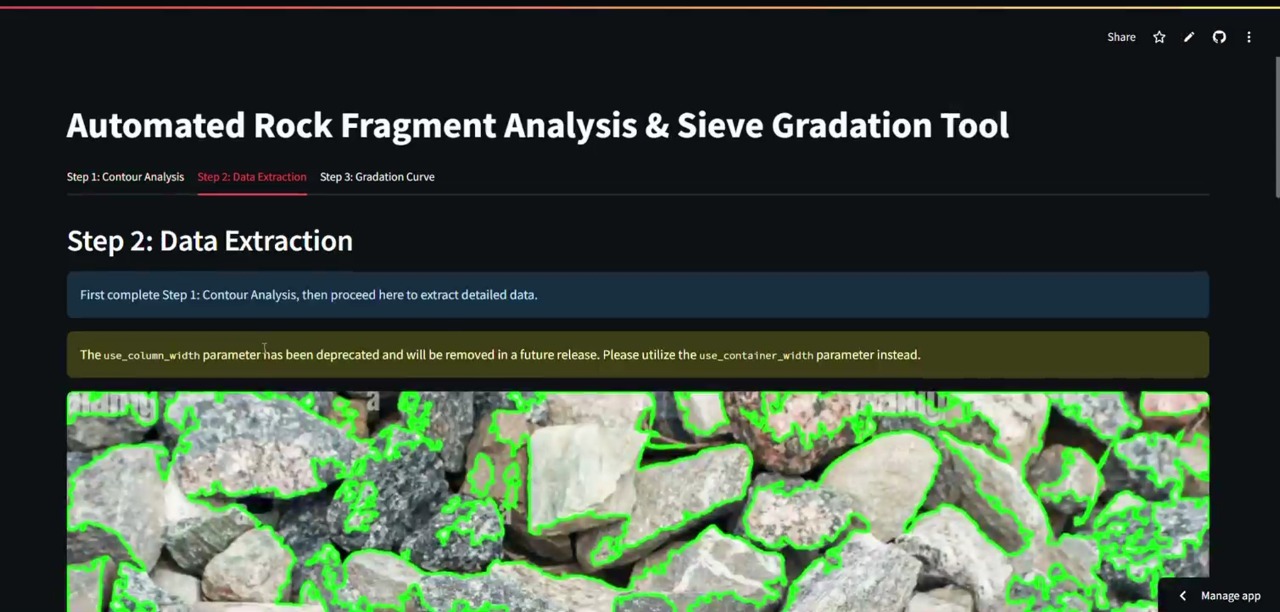 Share
Automated Rock Fragment Analysis & Sieve Gradation Tool
Step 1: Contour Analysis Step 2: Data Extraction Step 3: Gradation Curve
Step 2: Data Extraction
First complete Step 1: Contour Analysis, then proceed here to extract detailed data.
The use_column_width parameter has been deprecated and will be removed in a future release. Please utilize the use_container_width parameter instead.
a
Manage app